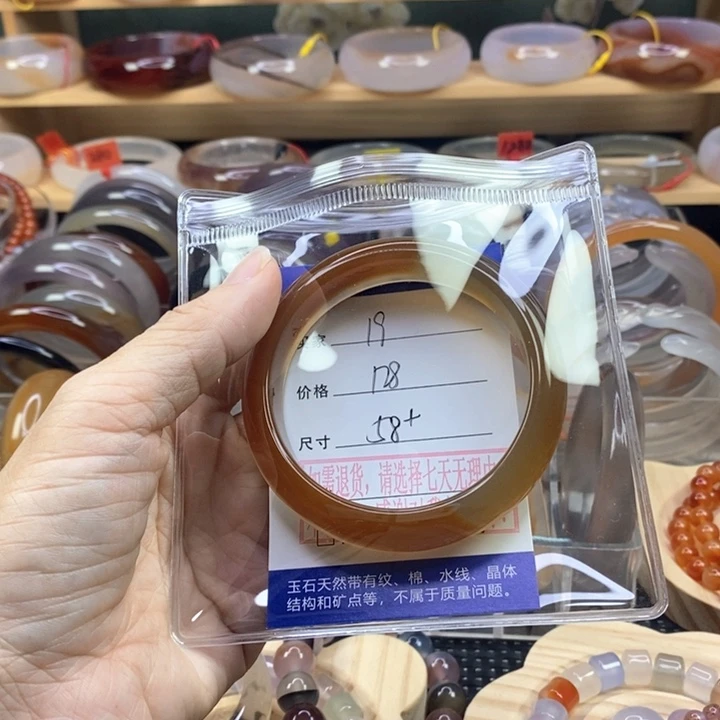 19
价格 128
尺寸 58+
如需退货，请选择七天无理由
玉石天然带有纹、棉、水线、晶体
结构和矿点等，不属于质量问题。